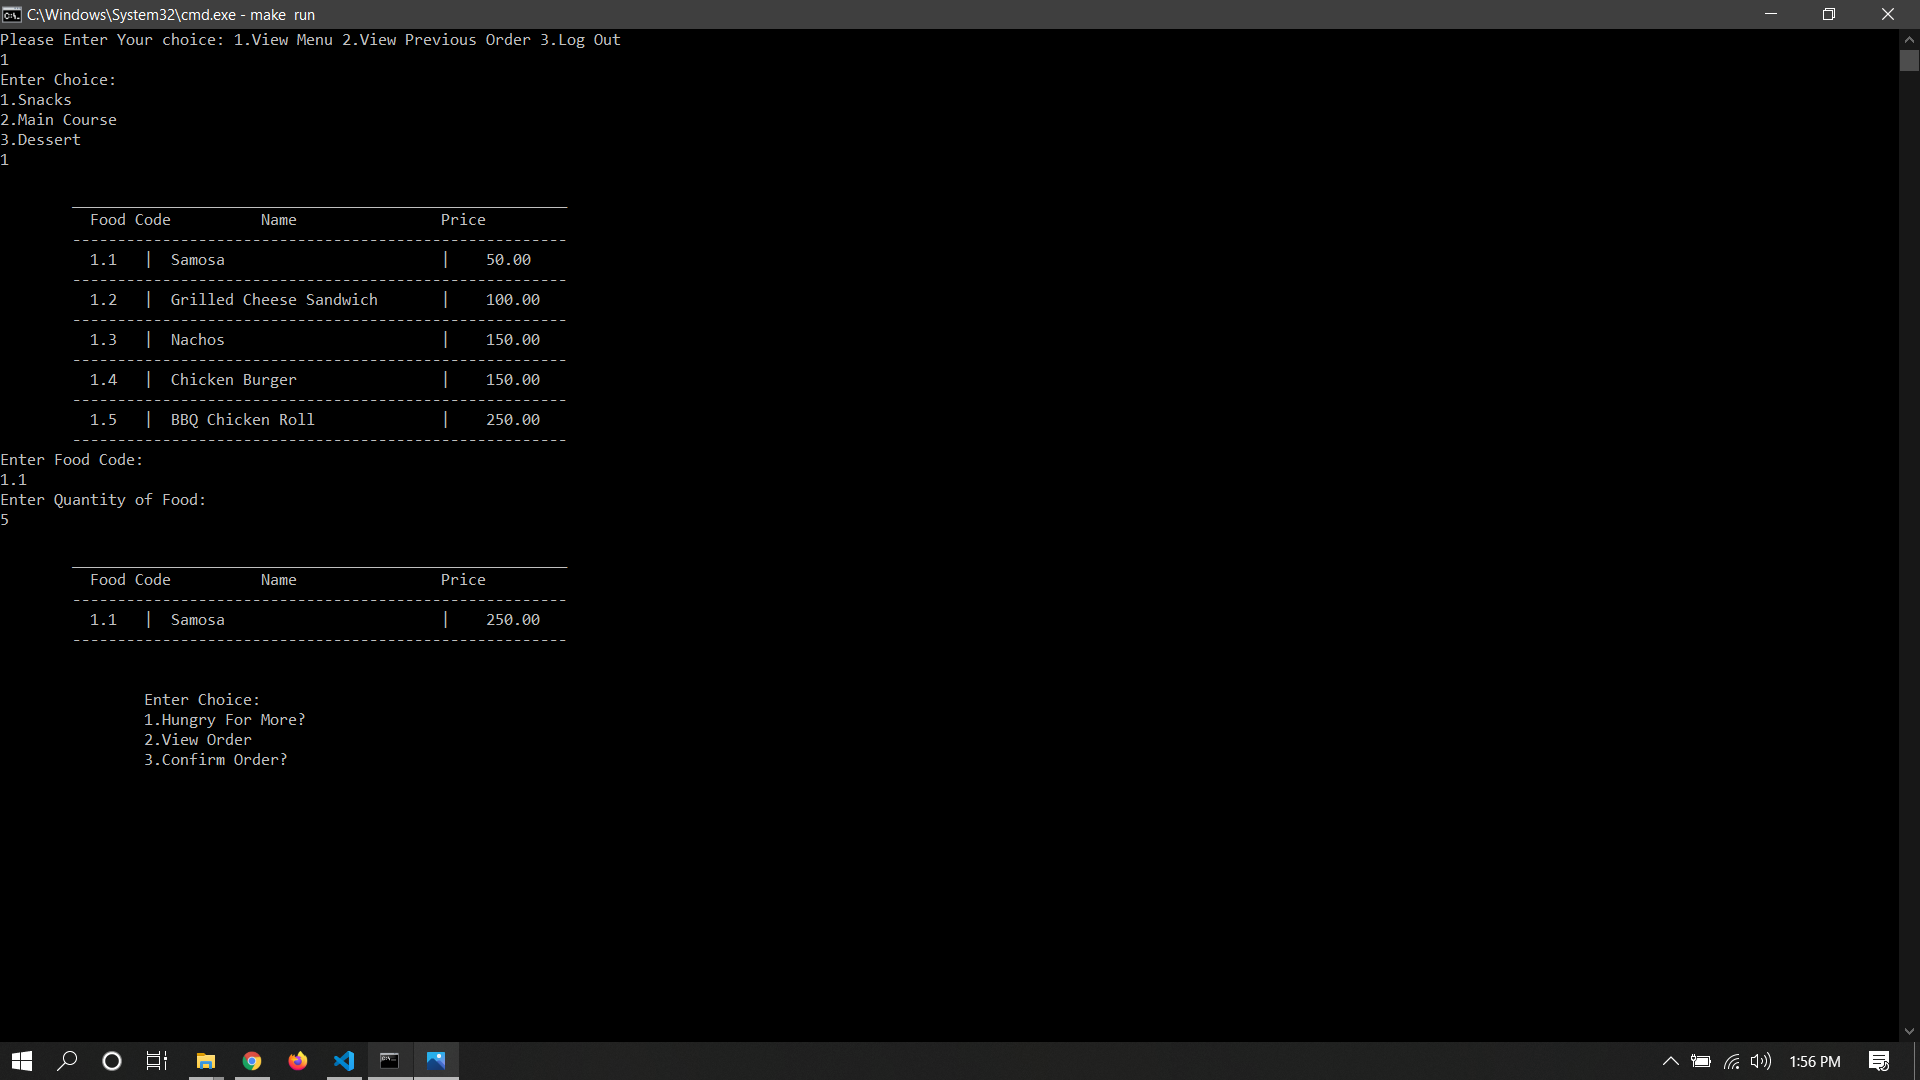 C:\Windows\System32\cmd.exe - make  run
Please Enter Your choice: 1.View Menu 2.View Previous Order 3.Log Out
1
Enter Choice:
1.Snacks
2.Main Course
3.Dessert
1
_______________________________________________________
Food Code          Name                Price
-------------------------------------------------------
1.1   |  Samosa                        |    50.00
-------------------------------------------------------
1.2   |  Grilled Cheese Sandwich       |    100.00
-------------------------------------------------------
1.3   |  Nachos                        |    150.00
-------------------------------------------------------
1.4   |  Chicken Burger                |    150.00
-------------------------------------------------------
1.5   |  BBQ Chicken Roll              |    250.00
-------------------------------------------------------
Enter Food Code:
1.1
Enter Quantity of Food:
5
_______________________________________________________
Food Code          Name                Price
-------------------------------------------------------
1.1   |  Samosa                        |    250.00
-------------------------------------------------------
Enter Choice:
1.Hungry For More?
2.View Order
3.Confirm Order?
1:56 PM